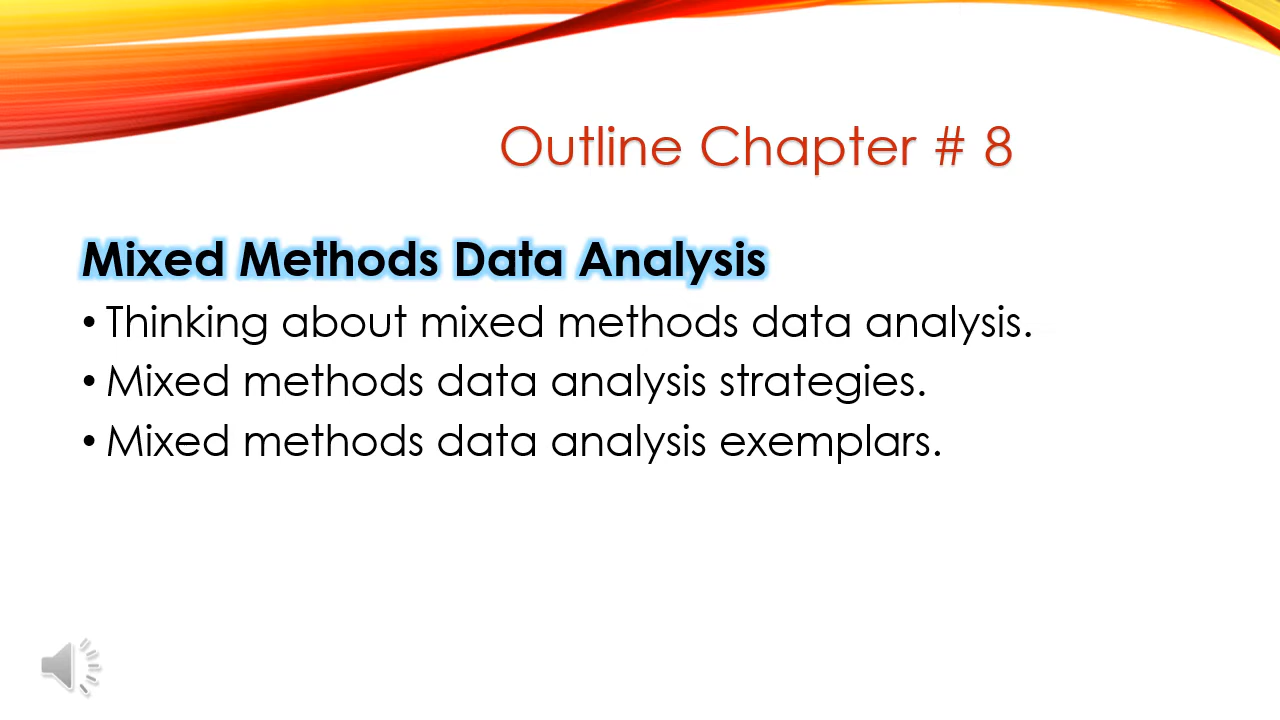 Outline Chapter # 8
Mixed Methods Data Analysis
• Thinking about mixed methods data analysis.
• Mixed methods data analysis strategies.
• Mixed methods data analysis exemplars.